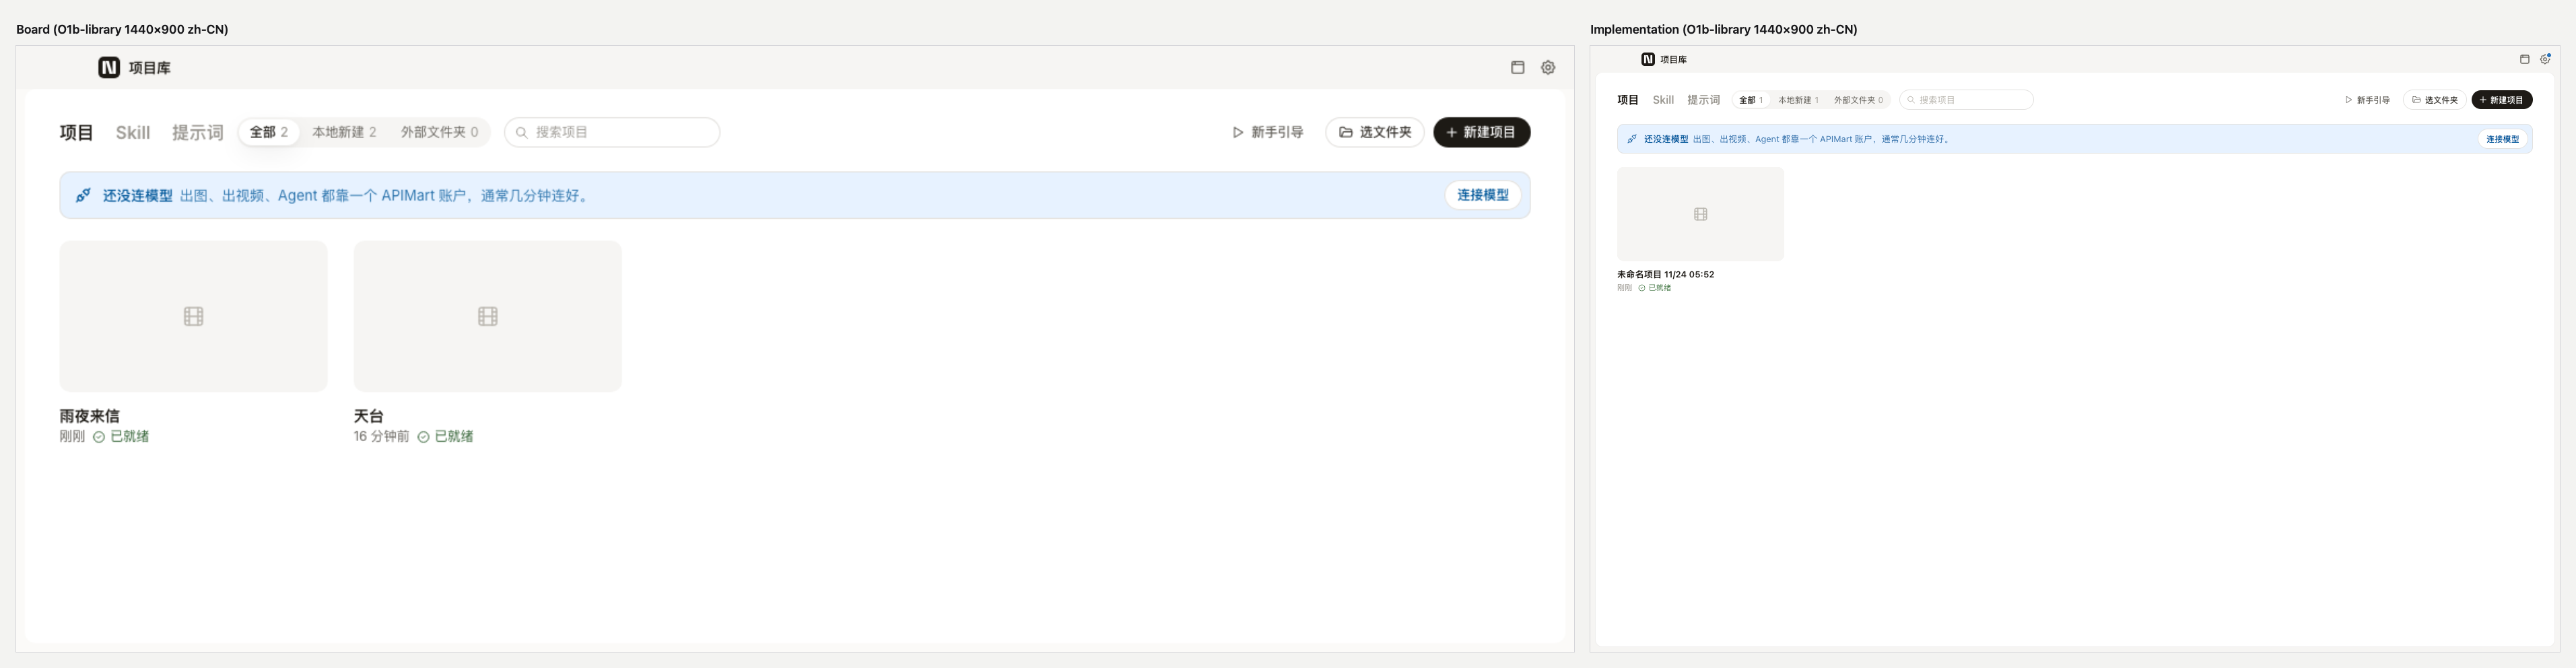 Board (O1b-library 1440×900 zh-CN)
N 项目库
项目 Skill 提示词 全部 2 本地新建 2 外部文件夹 0 搜索项目 新手引导 选文件夹 + 新建项目
还没连模型 出图、出视频、Agent 都靠一个 APIMart 账户，通常几分钟连好。 连接模型
雨夜来信 天台
刚刚 已就绪 16 分钟前 已就绪
Implementation (O1b-library 1440×900 zh-CN)
N 项目库
项目 Skill 提示词 全部 1 本地新建 1 外部文件夹 0 搜索项目 新手引导 选文件夹 + 新建项目
还没连模型 出图、出视频、Agent 都靠一个 APIMart 账户，通常几分钟连好。 连接模型
未命名项目 11/24 05:52
刚刚 已就绪